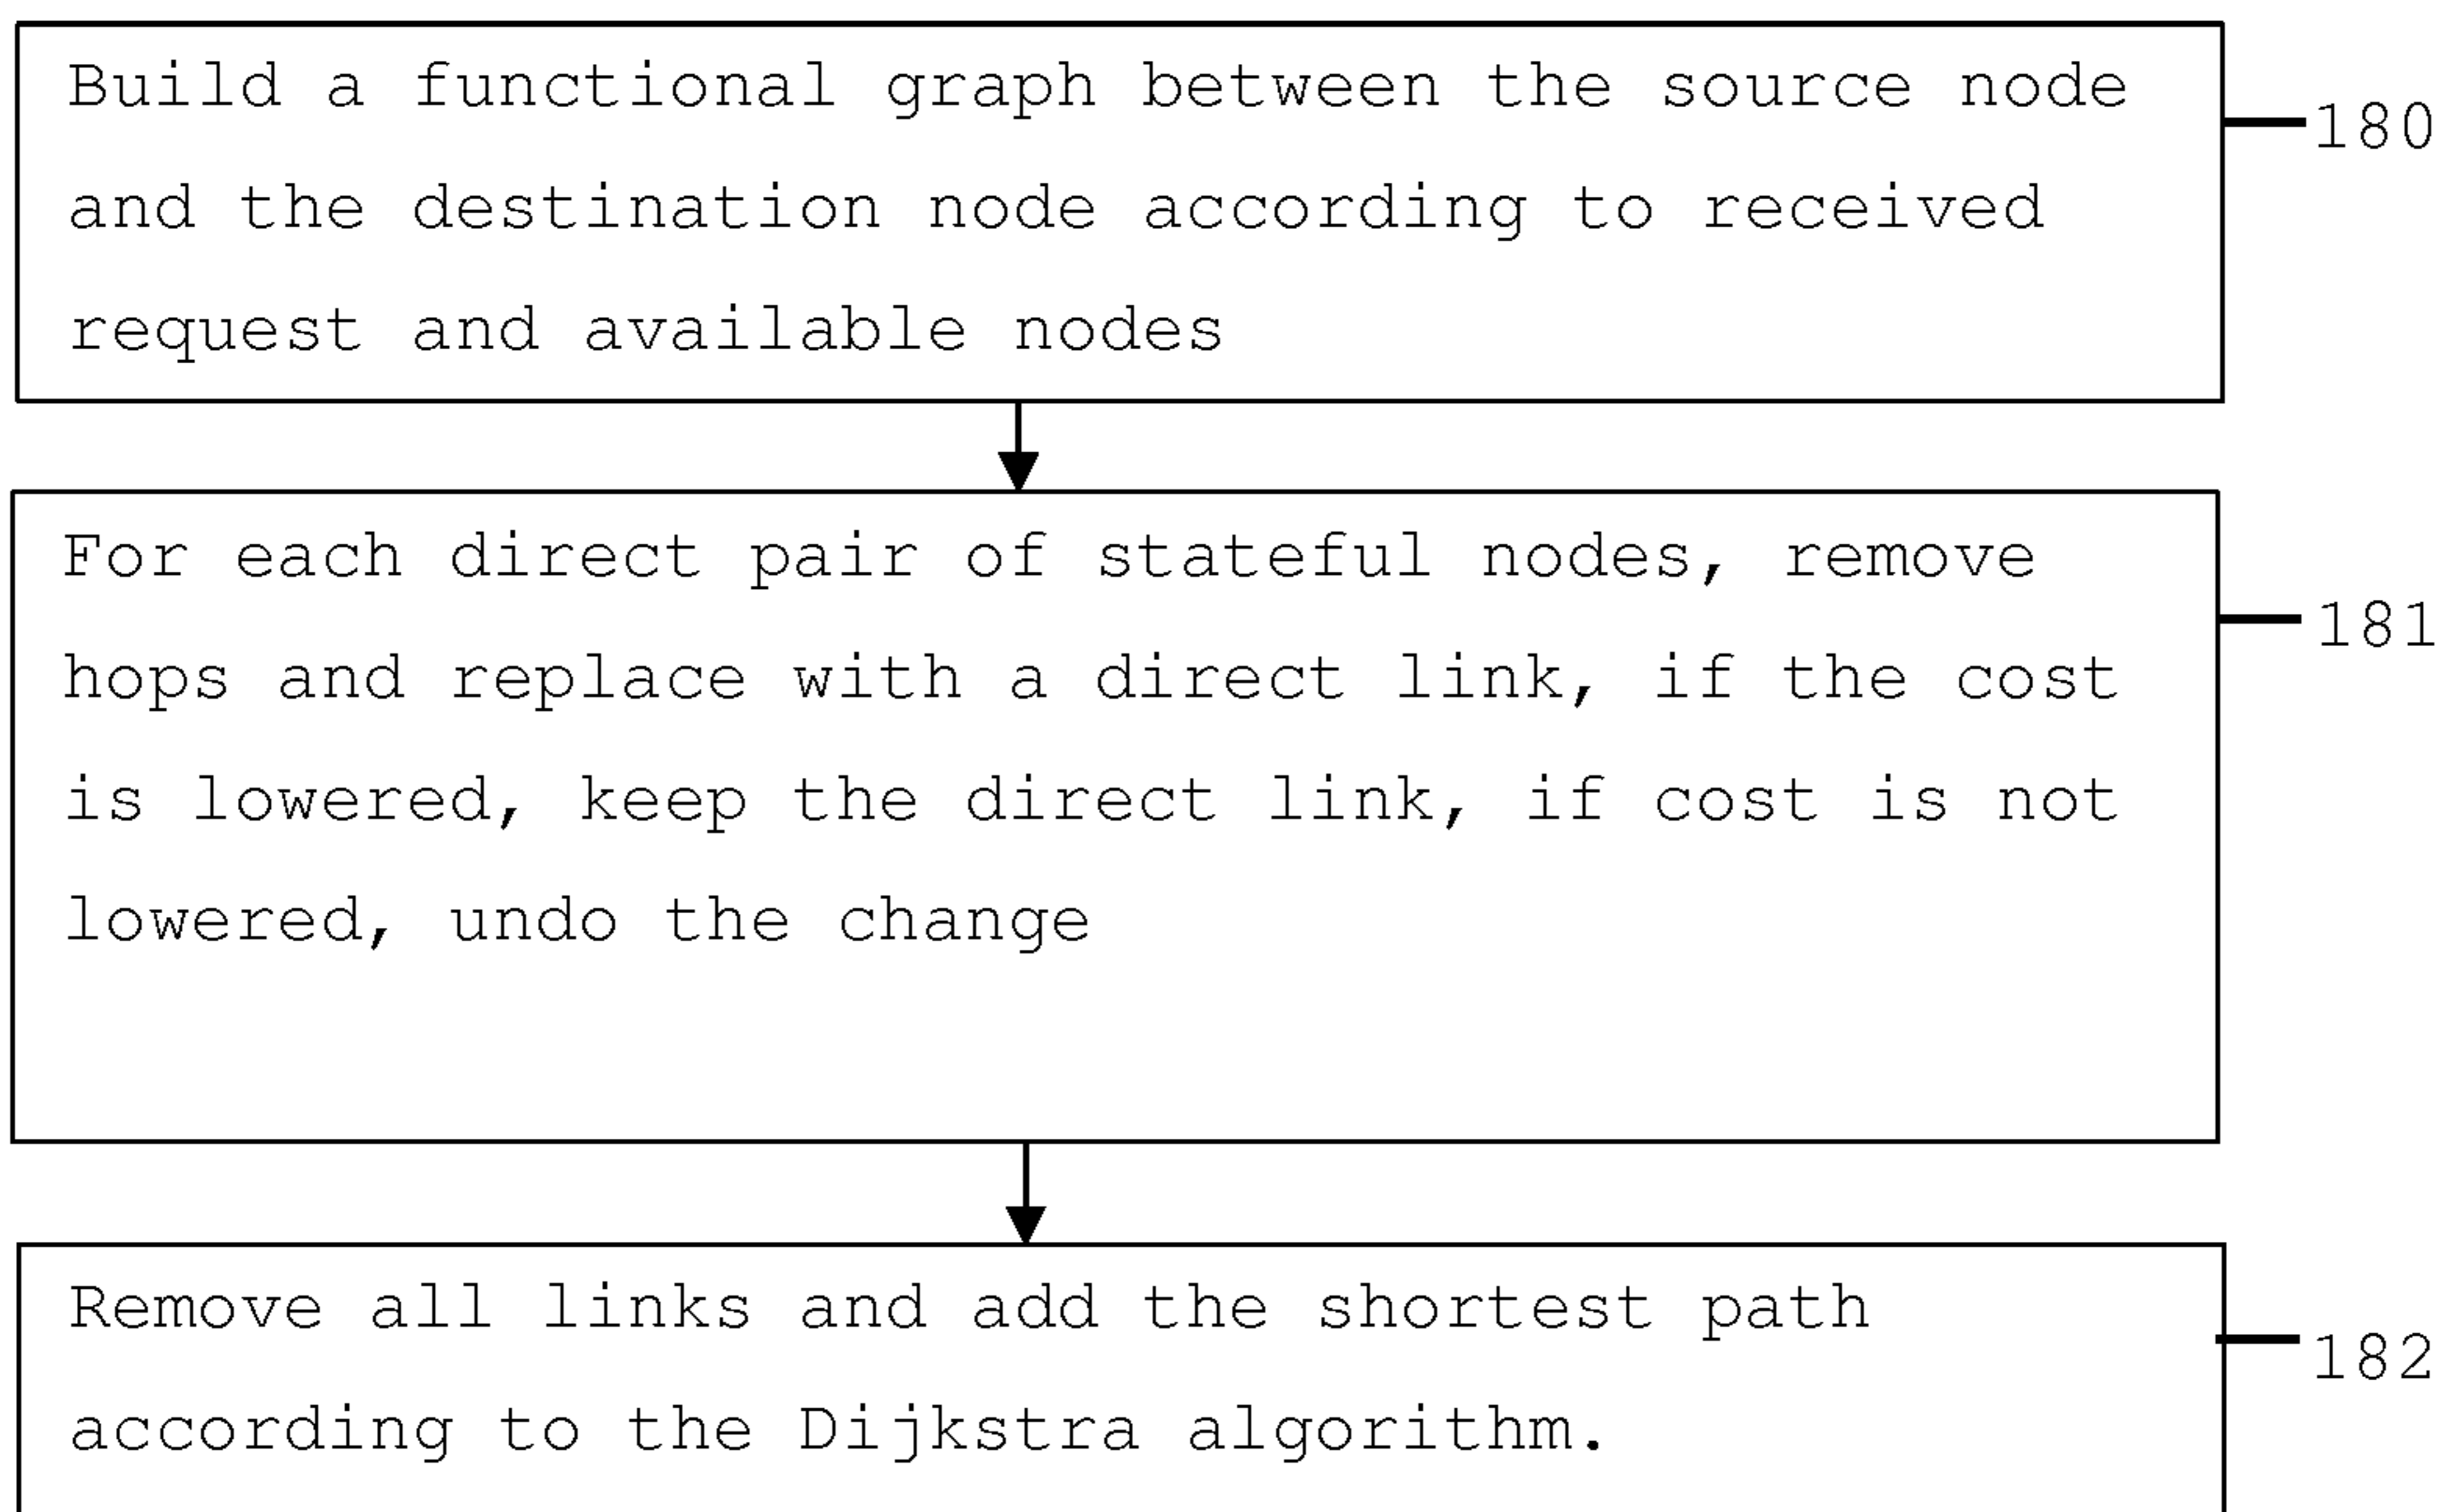 Build a functional graph between the source node
and the destination node according to received
request and available nodes
180
For each direct pair of stateful nodes, remove
hops and replace with a direct link, if the cost
is lowered, keep the direct link, if cost is not
lowered, undo the change
181
Remove all links and add the shortest path
according to the Dijkstra algorithm.
182